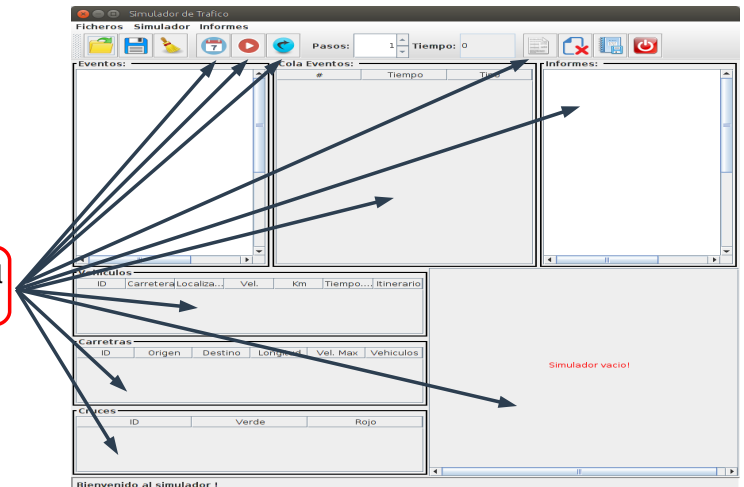 Simulador de Trafico
Ficheros Simulador Informes
7 Pasos: 1 Tiempo: 0
Eventos: Cola Eventos: Informes:
# Tiempo
Vehiculos
ID Carretera Localiza... Vel. Km Tiempo... Itinerario
Carretras
ID Origen Destino Longitud Vel. Max Vehiculos
Simulador vacio!
Cruces
ID Verde Rojo
Bienvenido al simulador !